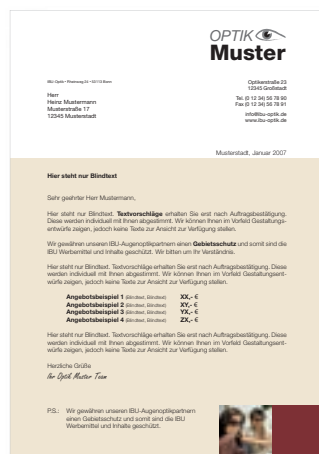 OPTIK
Muster
IBU-Optik • Rheinweg 24 • 53113 Bonn
Optikerstraße 23
12345 Großstadt
Tel. (0 12 34) 56 78 90
Fax (0 12 34) 56 78 91
info@ibu-optik.de
www.ibu-optik.de
Herr
Heinz Mustermann
Musterstraße 17
12345 Musterstadt
Musterstadt, Januar 2007
Hier steht nur Blindtext
Sehr geehrter Herr Mustermann,
Hier steht nur Blindtext. Textvorschläge erhalten Sie erst nach Auftragsbestätigung.
Diese werden individuell mit Ihnen abgestimmt. Wir können Ihnen im Vorfeld Gestaltungs-
entwürfe zeigen, jedoch keine Texte zur Ansicht zur Verfügung stellen.
Wir gewähren unseren IBU-Augenoptikpartnern einen Gebietsschutz und somit sind die
IBU Werbemittel und Inhalte geschützt. Wir bitten um Ihr Verständnis.
Hier steht nur Blindtext. Textvorschläge erhalten Sie erst nach Auftragsbestätigung. Diese
werden individuell mit Ihnen abgestimmt. Wir können Ihnen im Vorfeld Gestaltungsent-
würfe zeigen, jedoch keine Texte zur Ansicht zur Verfügung stellen.
Angebotsbeispiel 1 (Blindtext, Blindtext) XX,- €
Angebotsbeispiel 2 (Blindtext, Blindtext) XY,- €
Angebotsbeispiel 3 (Blindtext, Blindtext) YX,- €
Angebotsbeispiel 4 (Blindtext, Blindtext) ZX,- €
Hier steht nur Blindtext. Textvorschläge erhalten Sie erst nach Auftragsbestätigung. Diese
werden individuell mit Ihnen abgestimmt. Wir können Ihnen im Vorfeld Gestaltungsent-
würfe zeigen, jedoch keine Texte zur Ansicht zur Verfügung stellen.
Herzliche Grüße
Ihr Optik Muster Team
P.S.: Wir gewähren unseren IBU-Augenoptikpartnern
einen Gebietsschutz und somit sind die IBU
Werbemittel und Inhalte geschützt.